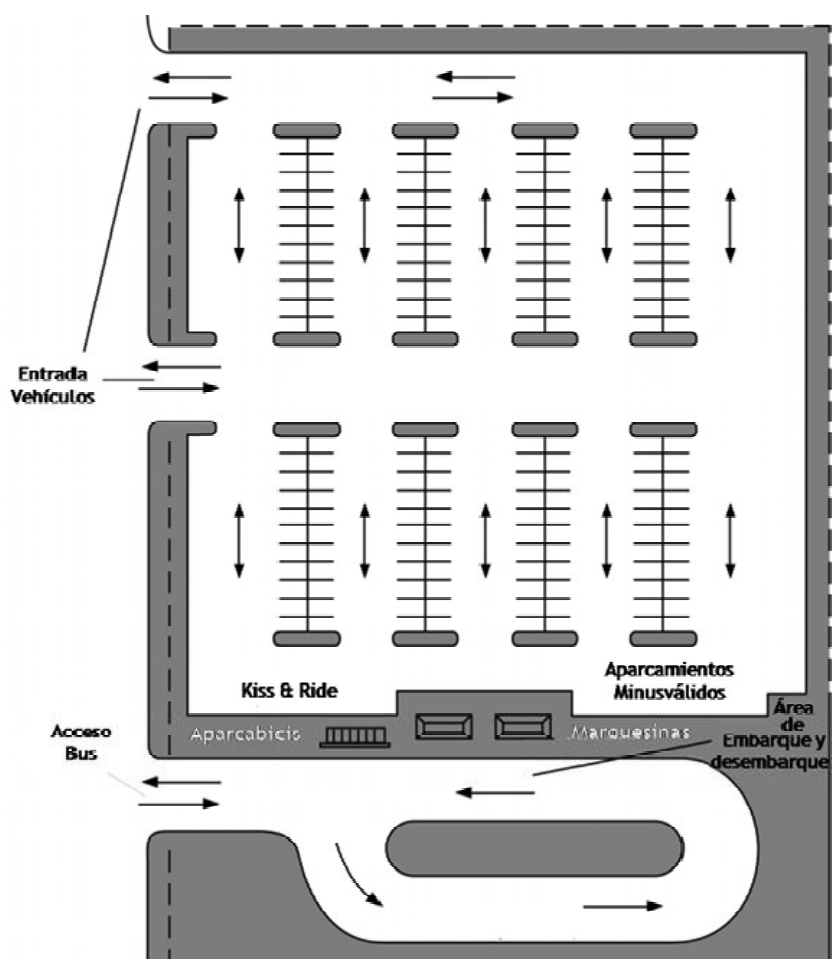 Entrada
Vehículos
Kiss & Ride
Aparcamientos
Minusválidos
Acceso
Bus
Aparcabicis
Marquesinas
Área
de
Embarque y
desembarque